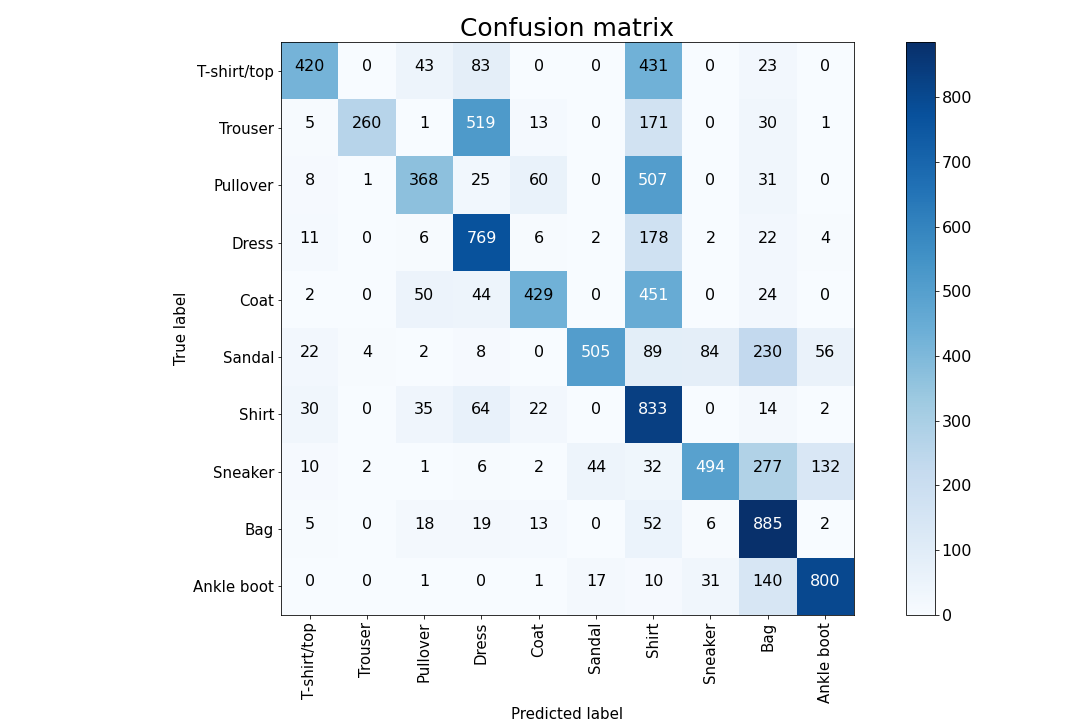 Confusion matrix
T-shirt/top 420 0 43 83 0 0 431 0 23 0
Trouser 5 260 1 519 13 0 171 0 30 1
Pullover 8 1 368 25 60 0 507 0 31 0
Dress 11 0 6 769 6 2 178 2 22 4
Coat 2 0 50 44 429 0 451 0 24 0
Sandal 22 4 2 8 0 505 89 84 230 56
Shirt 30 0 35 64 22 0 833 0 14 2
Sneaker 10 2 1 6 2 44 32 494 277 132
Bag 5 0 18 19 13 0 52 6 885 2
Ankle boot 0 0 1 0 1 17 10 31 140 800
True label
T-shirt/top
Trouser
Pullover
Dress
Coat
Sandal
Shirt
Sneaker
Bag
Ankle boot
Predicted label
800
700
600
500
400
300
200
100
0